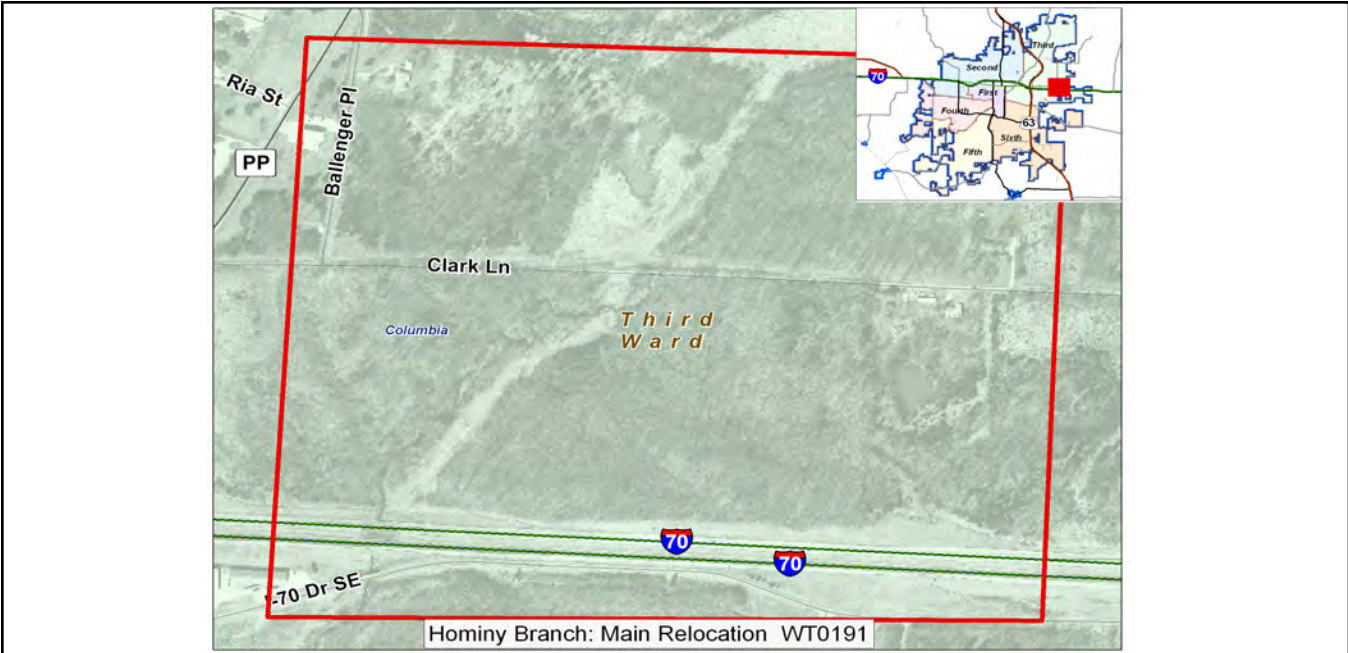 Ria St
PP
Ballenger Pl
Clark Ln
Columbia
Third
Ward
70
70
-70 Dr SE
Hominy Branch: Main Relocation WT0191
Third
Second
70
First
Fourth
63
Sixth
Fifth